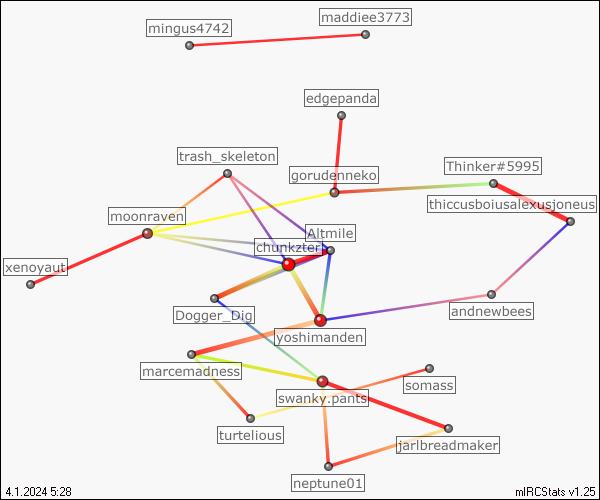 maddiee3773
mingus4742
edgepanda
trash_skeleton
Thinker#5995
gorudenneko
thiccusboiusalexusjoneus
moonraven
Altmile
chunkzter
xenoyaut
andnewbees
Dogger_Dig
yoshimanden
marcemadness
somass
swanky.pants
turtelious
jarlbreadmaker
neptune01
4.1.2024 5:28
mIRCStats v1.25